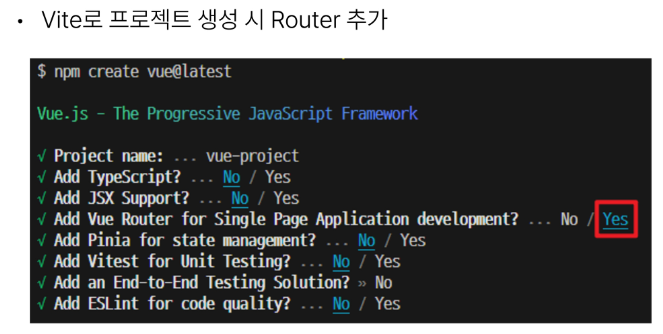 • Vite로 프로젝트 생성 시 Router 추가
$ npm create vue@latest
Vue.js - The Progressive JavaScript Framework
√ Project name: ... vue-project
√ Add TypeScript? ... No / Yes
√ Add JSX Support? ... No / Yes
√ Add Vue Router for Single Page Application development? ... No / Yes
√ Add Pinia for state management? ... No / Yes
√ Add Vitest for Unit Testing? ... No / Yes
√ Add an End-to-End Testing Solution? » No
√ Add ESLint for code quality? ... No / Yes